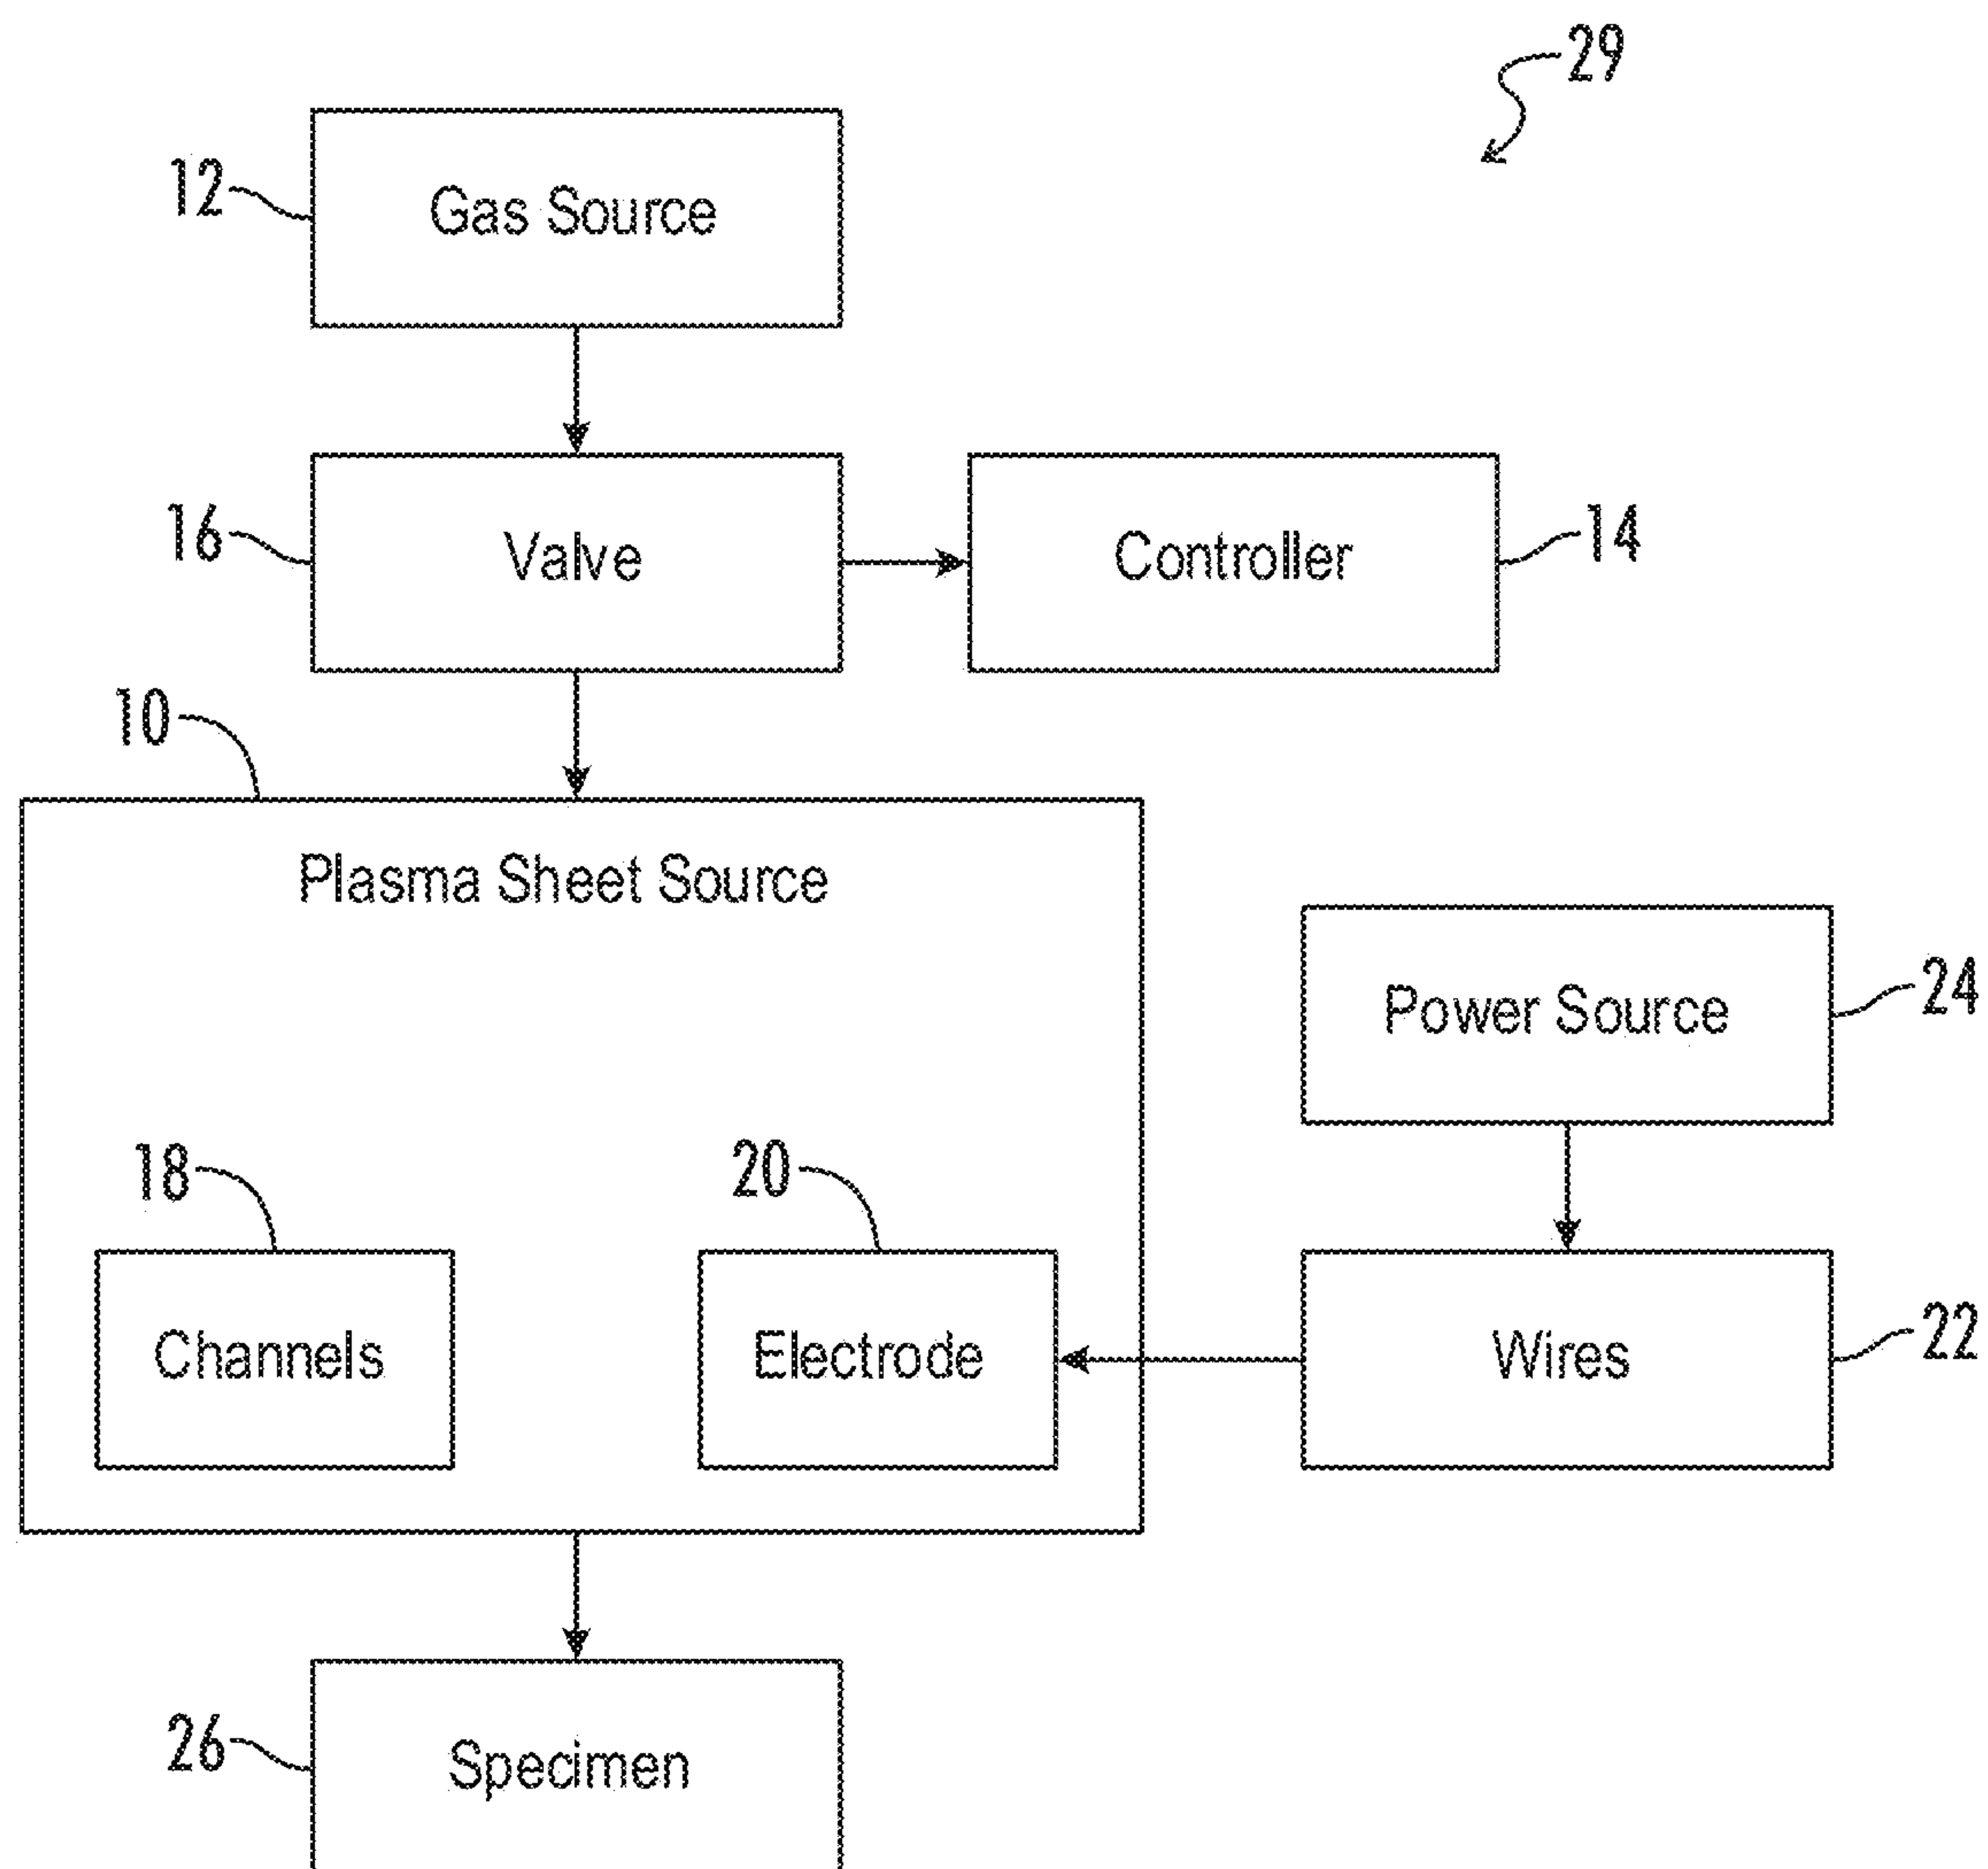 29
12
Gas Source
16
Valve
Controller
14
10
Plasma Sheet Source
Power Source
24
18
20
Channels
Electrode
Wires
22
26
Specimen